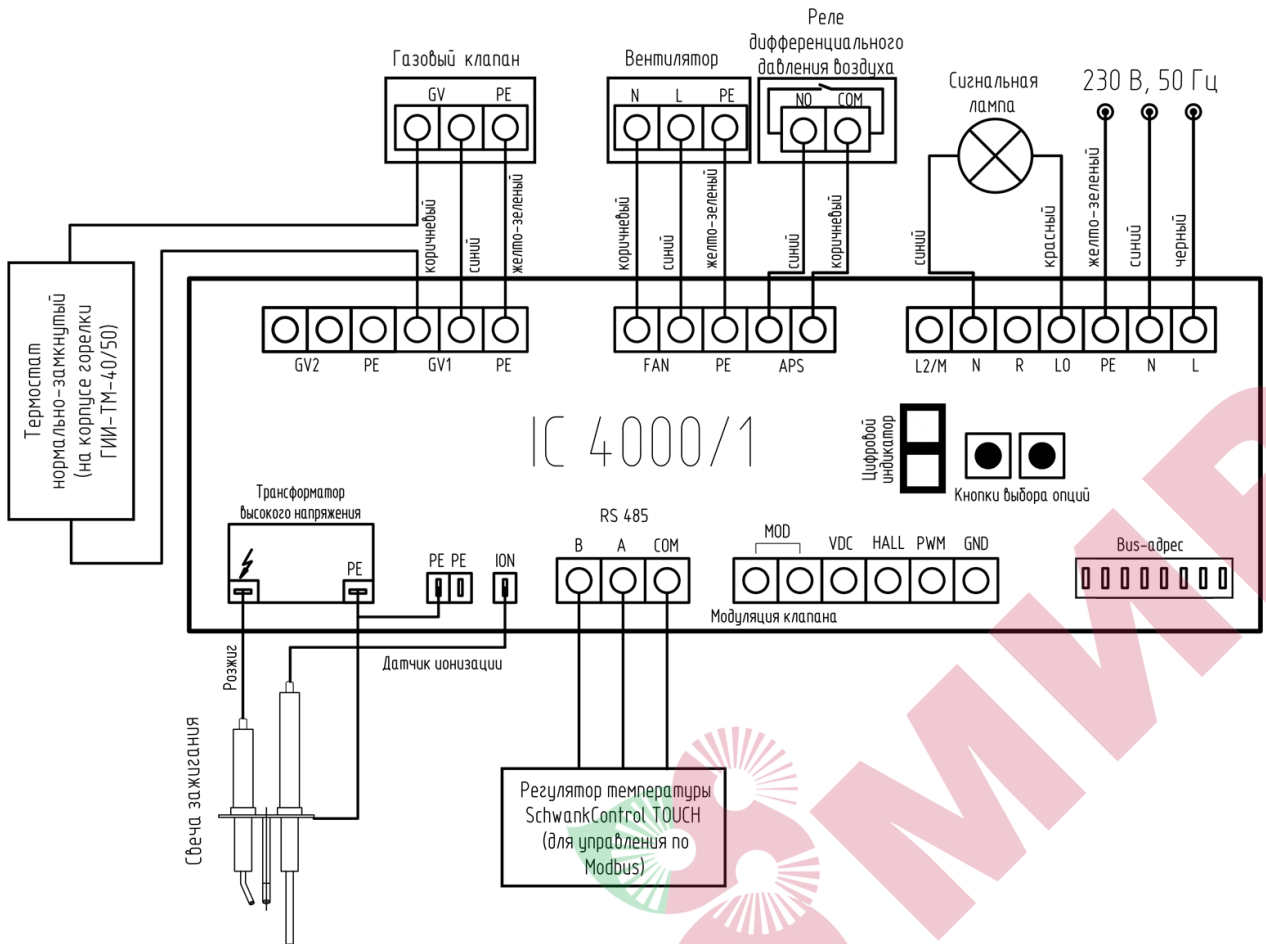 Реле
дифференциального
давления воздуха
Газовый клапан
Вентилятор
Сигнальная
лампа
230 В, 50 Гц
GV PE
N L PE
NO COM
коричневый
синий
желто-зеленый
коричневый
синий
желто-зеленый
синий
коричневый
синий
красный
желто-зеленый
синий
черный
Термостат
нормально-замкнутый
(на корпусе горелки
ГИИ-ТМ-40/50)
GV2 PE GV1 PE
FAN PE APS
L2/M N R LO PE N L
IC 4000/1
Цифровой
индикатор
Кнопки выбора опций
Трансформатор
высокого напряжения
PE
PE PE
ION
RS 485
B A COM
MOD VDC HALL PWM GND
Модуляция клапана
Bus-адрес
Розжиг
Датчик ионизации
Свеча зажигания
Регулятор температуры
SchwankControl TOUCH
(для управления по
Modbus)
МИР